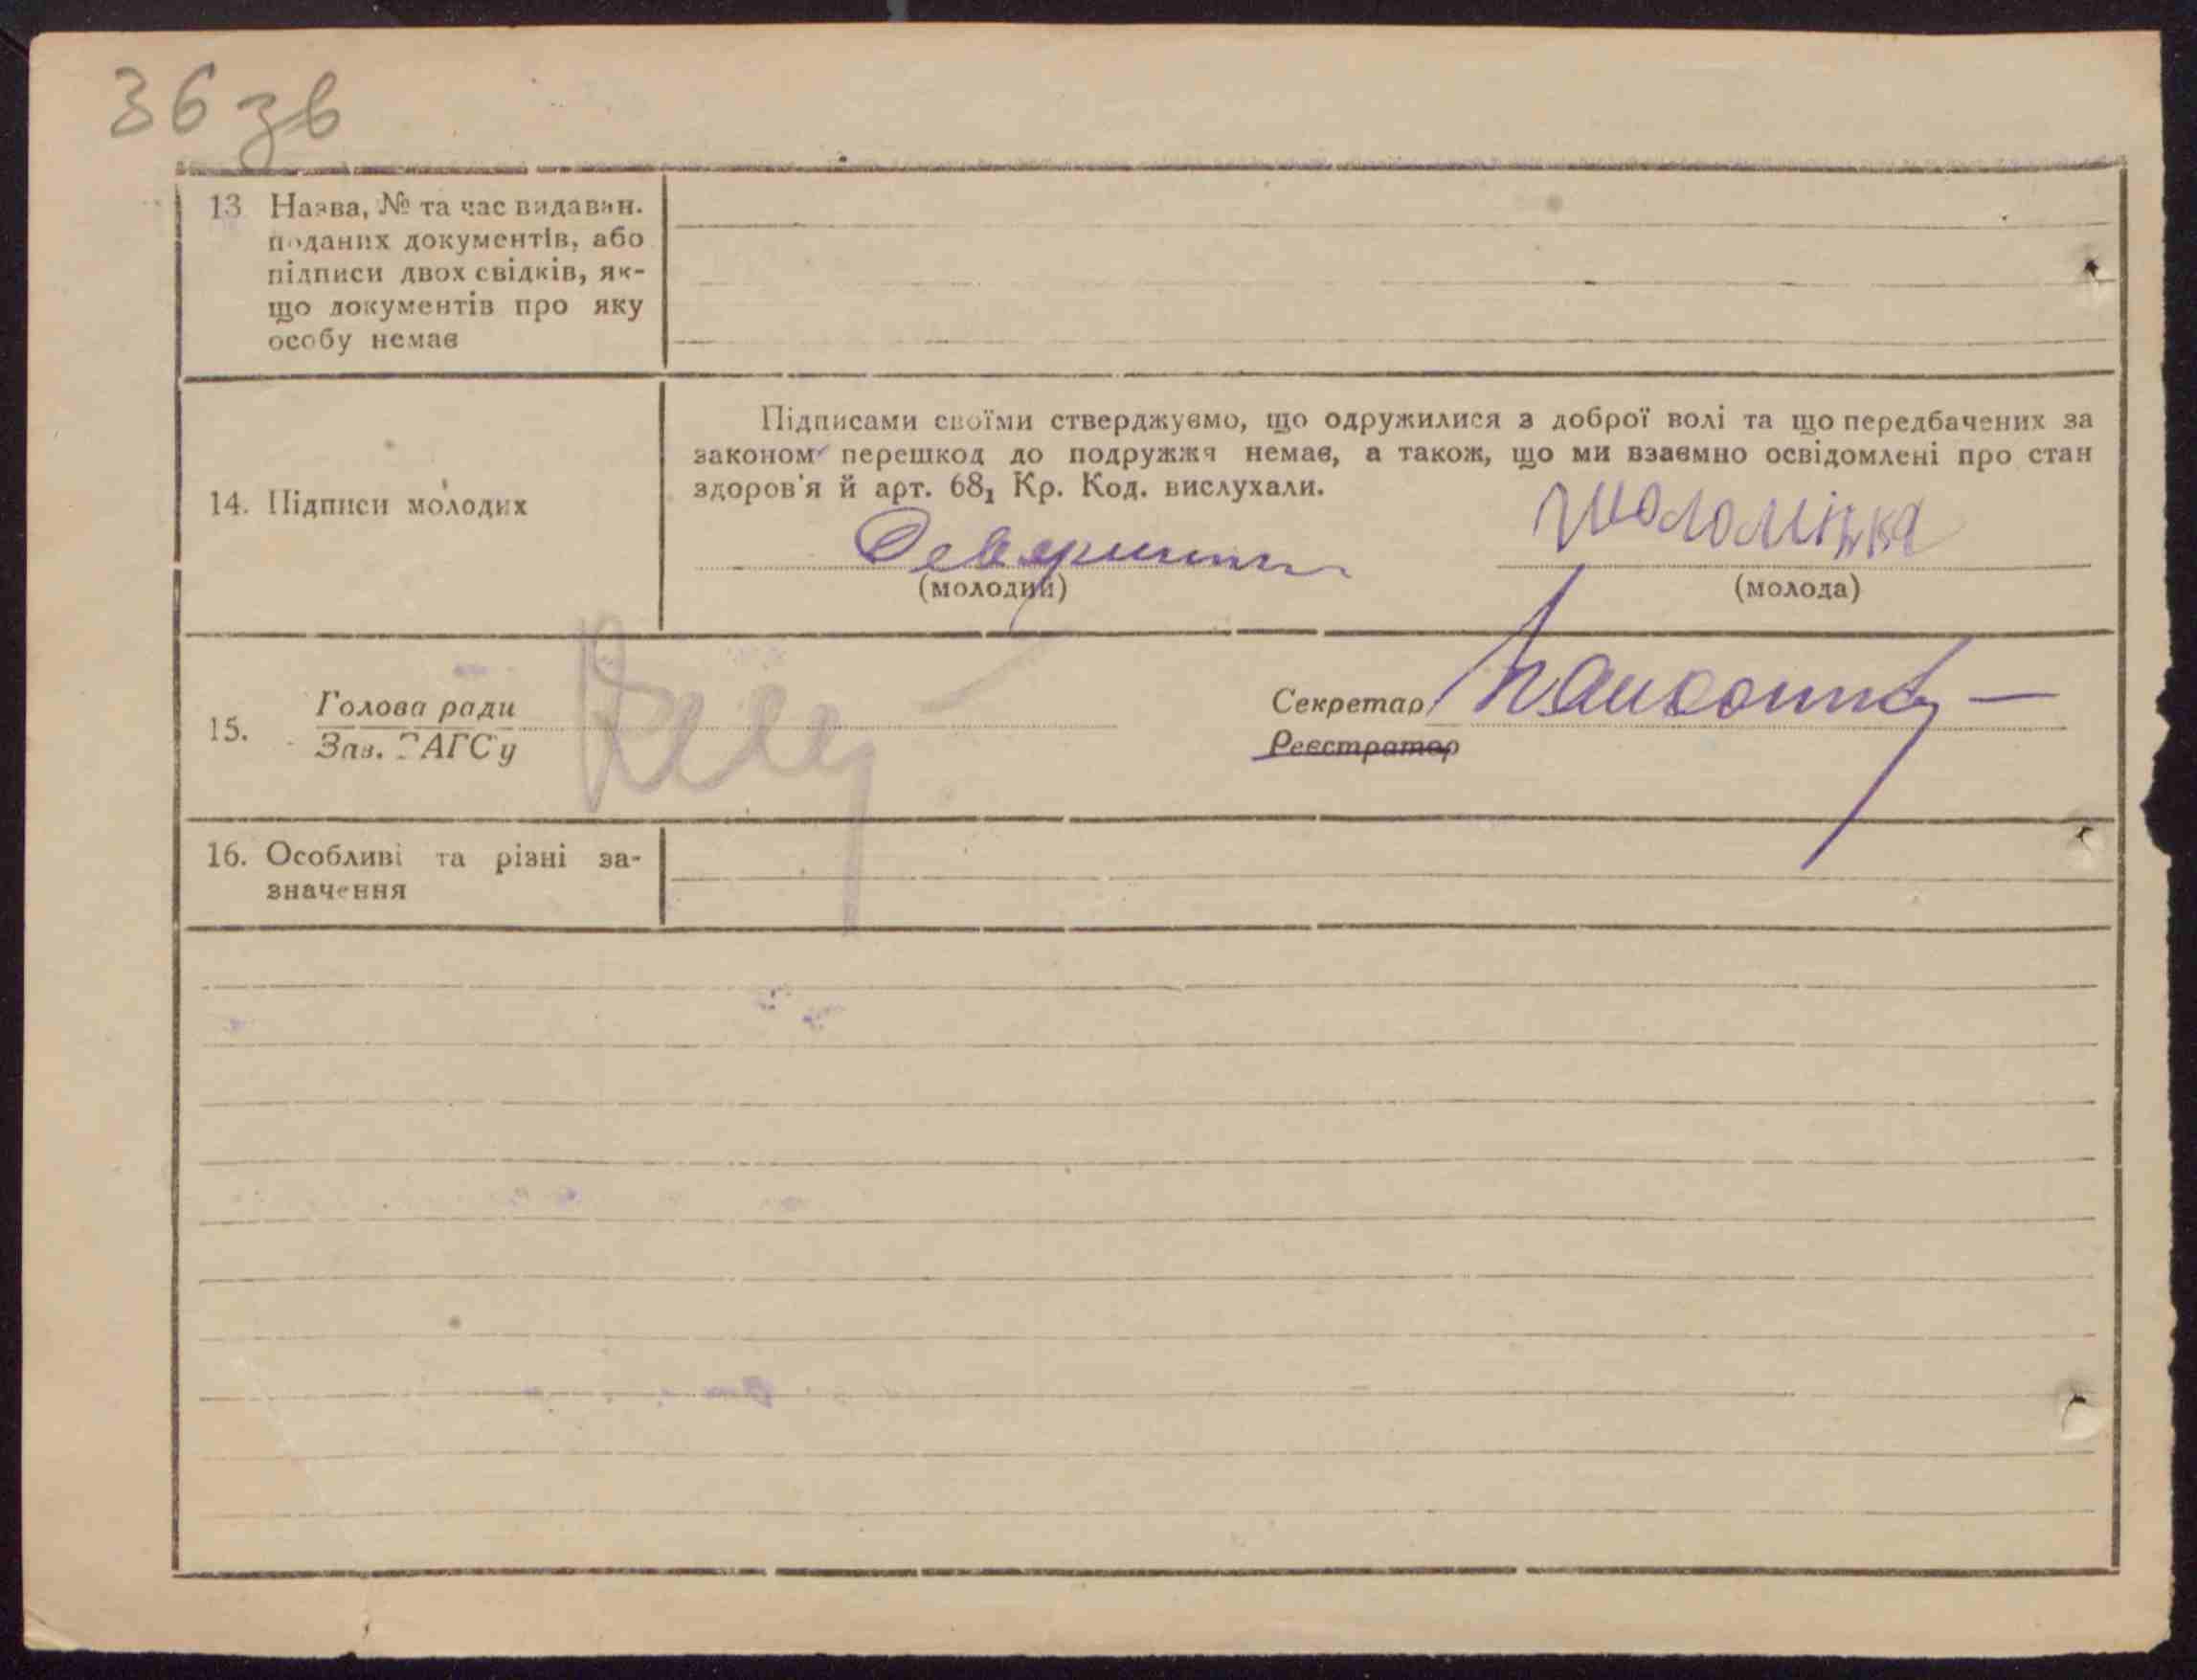 36 зв
13 Назва, № та час видаван.
поданих документів, або
підписи двох свідків, як-
що документів про яку
особу немає
14. Підписи молодих
Підписами своїми стверджуємо, що одружилися з доброї волі та що передбачених за
законом перешкод до подружжя немає, а також, що ми взаємно освідомлені про стан
здоров'я й арт. 68₁ Кр. Код. вислухали.
(молодий)
(молода)
15.
Голова ради
Зав. ЗАГСу
Секретар
Реєстратор
16. Особливі та різні за-
значення